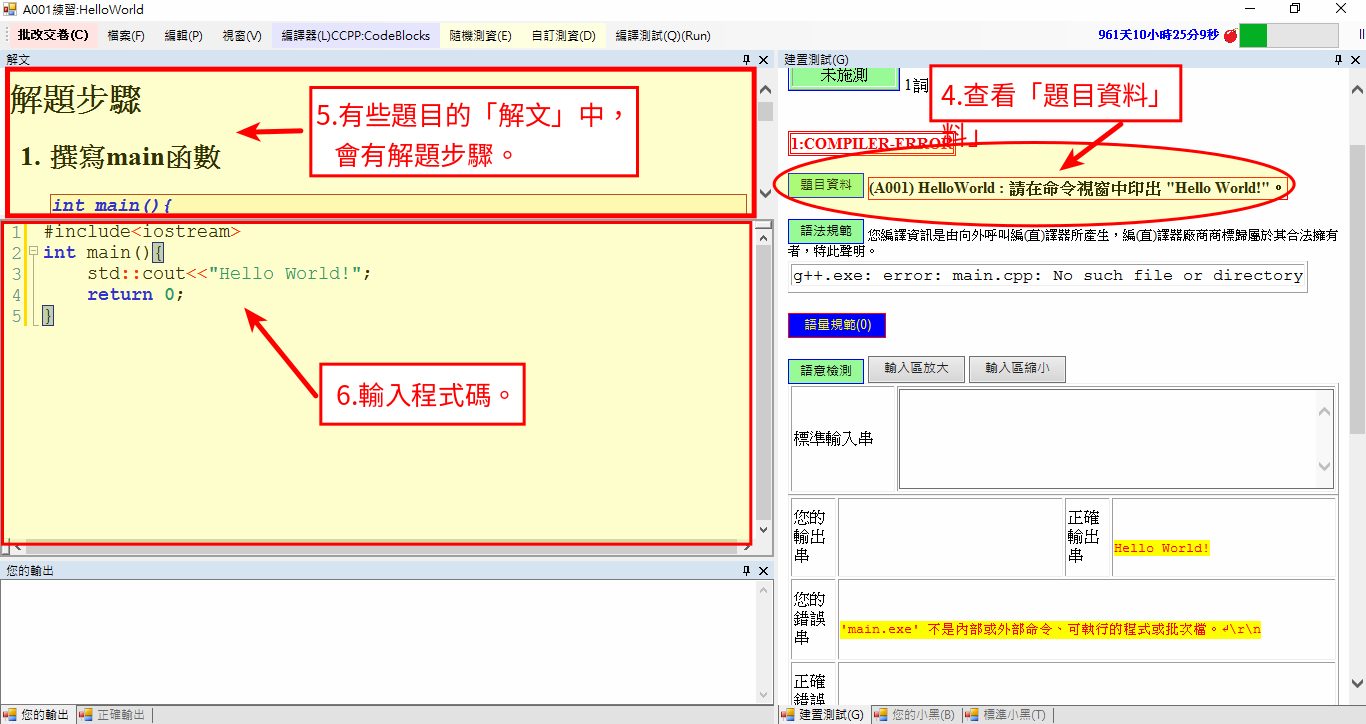 A001練習:HelloWorld
批改交卷(C) 檔案(F) 編輯(P) 視窗(V) 編譯器(L)CCPP:CodeBlocks 隨機測資(E) 自訂測資(D) 編譯測試(Q)(Run) 961天10小時25分9秒
解文
解題步驟
1. 撰寫main函數
int main(){
5.有些題目的「解文」中，
會有解題步驟。
1 #include<iostream>
2 int main(){
3 std::cout<<"Hello World!";
4 return 0;
5 }
6.輸入程式碼。
您的輸出
您的輸出 正確輸出
建置測試(G)
未施測
1詞
4.查看「題目資料」
料」
1:COMPILER-ERROR
題目資料 (A001) HelloWorld : 請在命令視窗中印出 "Hello World!"。
語法規範 您編譯資訊是由向外呼叫編(直)譯器所產生，編(直)譯器廠商商標歸屬於其合法擁有
者，特此聲明。
g++.exe: error: main.cpp: No such file or directory
語量規範(0)
語意檢測 輸入區放大 輸入區縮小
標準輸入串
您的
輸出
串
正確
輸出
串
Hello World!
您的
錯誤
串
'main.exe' 不是內部或外部命令、可執行的程式或批次檔。↲\r\n
正確
錯誤
建置測試(G) 您的小黑(B) 標準小黑(T)